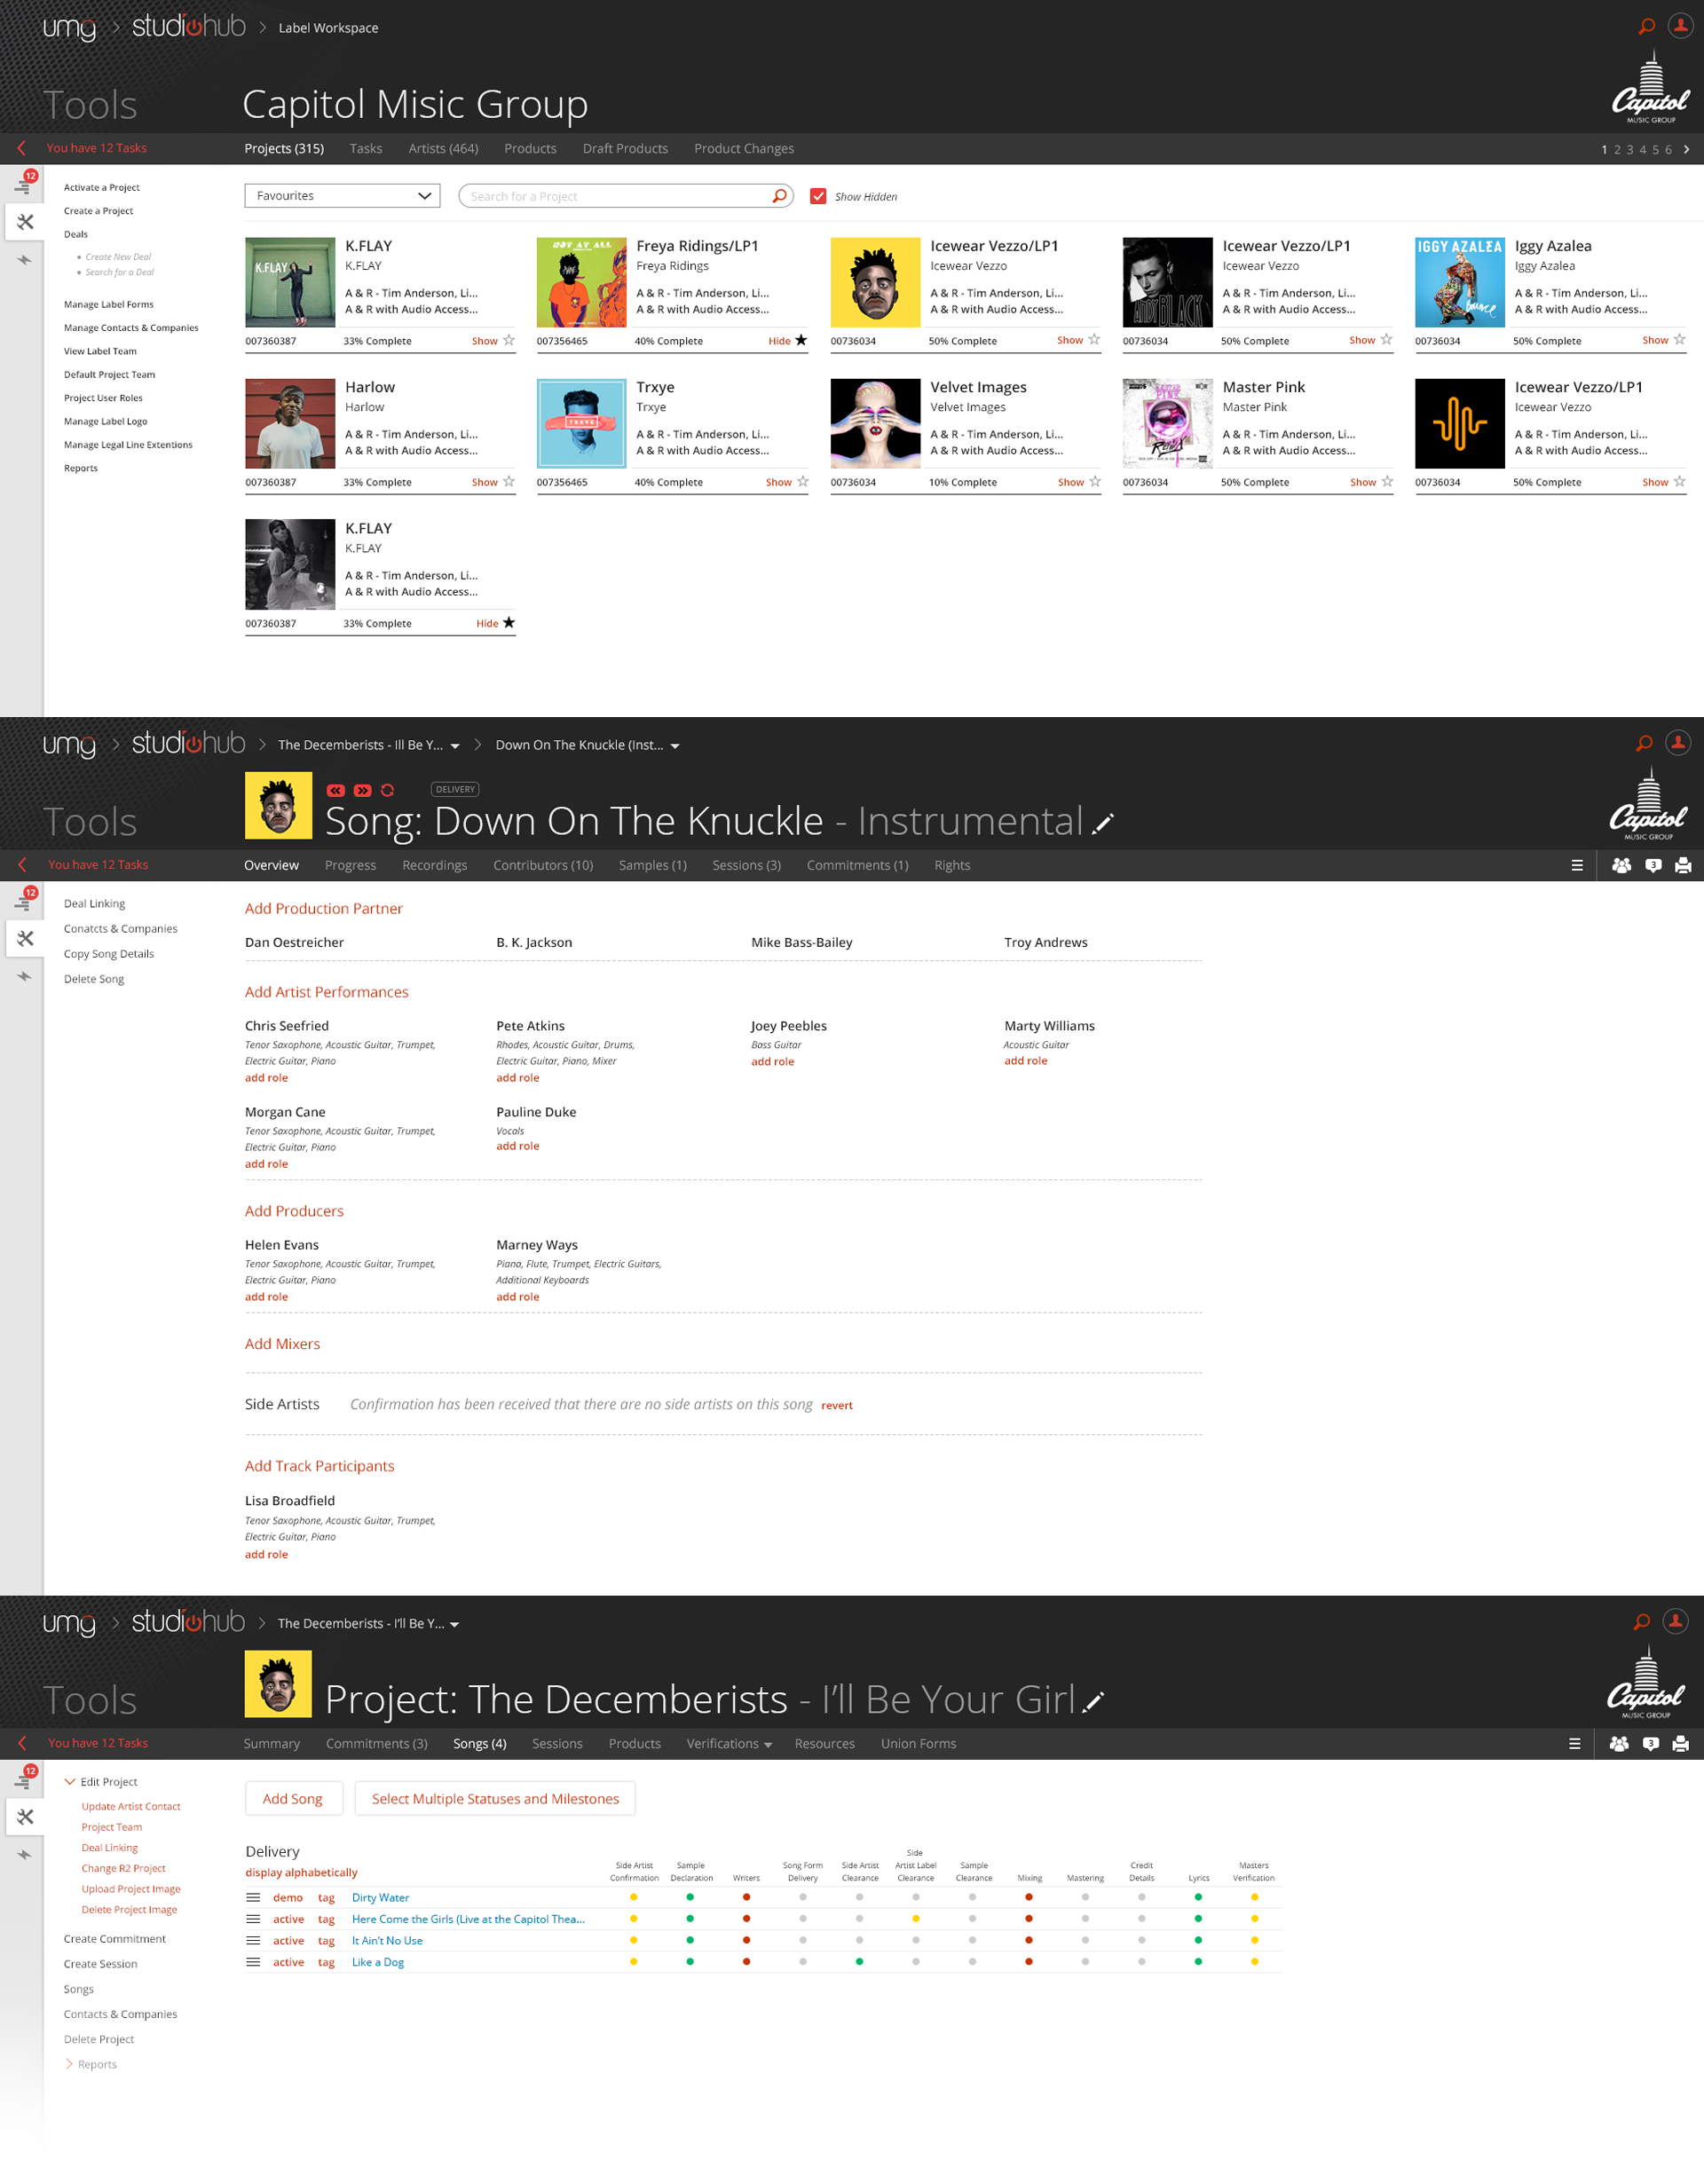 umg > studiohub > Label Workspace
Tools
Capitol Misic Group
Capitol
MUSIC GROUP
You have 12 Tasks
Projects (315) Tasks Artists (464) Products Draft Products Product Changes
1 2 3 4 5 6 >
12
Activate a Project
Create a Project
Deals
• Create New Deal
• Search for a Deal
Manage Label Forms
Manage Contacts & Companies
View Label Team
Default Project Team
Project User Roles
Manage Label Logo
Manage Legal Line Extentions
Reports
Favourites
Search for a Project
Show Hidden
K.FLAY
K.FLAY
K.FLAY
A & R - Tim Anderson, Li...
A & R with Audio Access...
007360387 33% Complete Show
NOT AT ALL
Freya Ridings/LP1
Freya Ridings
A & R - Tim Anderson, Li...
A & R with Audio Access...
007356465 40% Complete Hide
Icewear Vezzo/LP1
Icewear Vezzo
A & R - Tim Anderson, Li...
A & R with Audio Access...
00736034 50% Complete Show
ANDY BLACK
Icewear Vezzo/LP1
Icewear Vezzo
A & R - Tim Anderson, Li...
A & R with Audio Access...
00736034 50% Complete Show
IGGY AZALEA
Bounce
Iggy Azalea
Iggy Azalea
A & R - Tim Anderson, Li...
A & R with Audio Access...
00736034 50% Complete Show
Harlow
Harlow
A & R - Tim Anderson, Li...
A & R with Audio Access...
007360387 33% Complete Show
TRXYE
Trxye
Trxye
A & R - Tim Anderson, Li...
A & R with Audio Access...
007356465 40% Complete Show
Velvet Images
Velvet Images
A & R - Tim Anderson, Li...
A & R with Audio Access...
00736034 10% Complete Show
Master Pink
Master Pink
A & R - Tim Anderson, Li...
A & R with Audio Access...
00736034 50% Complete Show
Icewear Vezzo/LP1
Icewear Vezzo
A & R - Tim Anderson, Li...
A & R with Audio Access...
00736034 50% Complete Show
K.FLAY
K.FLAY
A & R - Tim Anderson, Li...
A & R with Audio Access...
007360387 33% Complete Hide
umg > studiohub > The Decemberists - Ill Be Y... > Down On The Knuckle (Inst...
DELIVERY
Tools
Song: Down On The Knuckle - Instrumental
Capitol
MUSIC GROUP
You have 12 Tasks
Overview Progress Recordings Contributors (10) Samples (1) Sessions (3) Commitments (1) Rights
3
12
Deal Linking
Conatcts & Companies
Copy Song Details
Delete Song
Add Production Partner
Dan Oestreicher B. K. Jackson Mike Bass-Bailey Troy Andrews
Add Artist Performances
Chris Seefried
Tenor Saxophone, Acoustic Guitar, Trumpet,
Electric Guitar, Piano
add role
Pete Atkins
Rhodes, Acoustic Guitar, Drums,
Electric Guitar, Piano, Mixer
add role
Joey Peebles
Bass Guitar
add role
Marty Williams
Acoustic Guitar
add role
Morgan Cane
Tenor Saxophone, Acoustic Guitar, Trumpet,
Electric Guitar, Piano
add role
Pauline Duke
Vocals
add role
Add Producers
Helen Evans
Tenor Saxophone, Acoustic Guitar, Trumpet,
Electric Guitar, Piano
add role
Marney Ways
Piana, Flute, Trumpet, Electric Guitars,
Additional Keyboards
add role
Add Mixers
Side Artists Confirmation has been received that there are no side artists on this song revert
Add Track Participants
Lisa Broadfield
Tenor Saxophone, Acoustic Guitar, Trumpet,
Electric Guitar, Piano
add role
umg > studiohub > The Decemberists - I'll Be Y...
Tools
Project: The Decemberists - I'll Be Your Girl
Capitol
MUSIC GROUP
You have 12 Tasks
Summary Commitments (3) Songs (4) Sessions Products Verifications Resources Union Forms
3
12
Edit Project
Update Artist Contact
Project Team
Deal Linking
Change R2 Project
Upload Project Image
Delete Project Image
Create Commitment
Create Session
Songs
Contacts & Companies
Delete Project
Reports
Add Song
Select Multiple Statuses and Milestones
Delivery
display alphabetically
Side Artist Confirmation
Sample Declaration
Writers
Song Form Delivery
Side Artist Clearance
Side Artist Label Clearance
Sample Clearance
Mixing
Mastering
Credit Details
Lyrics
Masters Verification
demo tag Dirty Water
active tag Here Come the Girls (Live at the Capitol Thea...
active tag It Ain't No Use
active tag Like a Dog